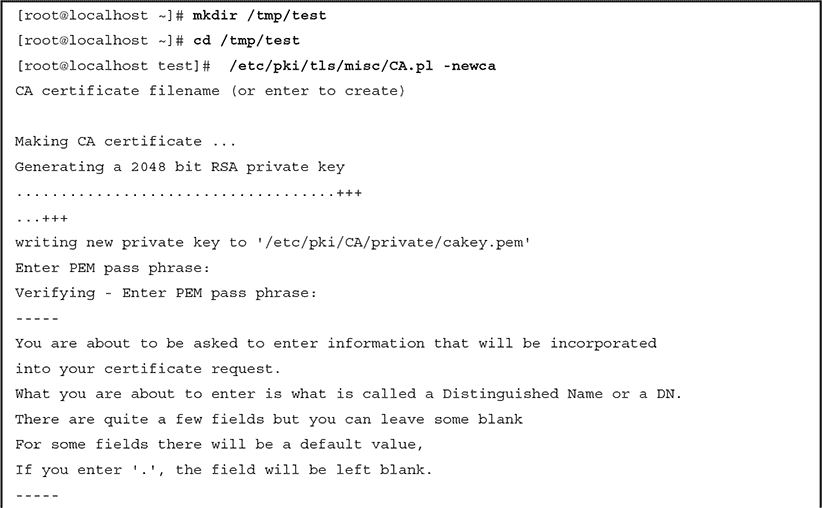 [root@localhost ~]# mkdir /tmp/test
[root@localhost ~]# cd /tmp/test
[root@localhost test]#  /etc/pki/tls/misc/CA.pl -newca
CA certificate filename (or enter to create)

Making CA certificate ...
Generating a 2048 bit RSA private key
....................................+++
...+++
writing new private key to '/etc/pki/CA/private/cakey.pem'
Enter PEM pass phrase:
Verifying - Enter PEM pass phrase:
-----
You are about to be asked to enter information that will be incorporated
into your certificate request.
What you are about to enter is what is called a Distinguished Name or a DN.
There are quite a few fields but you can leave some blank
For some fields there will be a default value,
If you enter '.', the field will be left blank.
-----